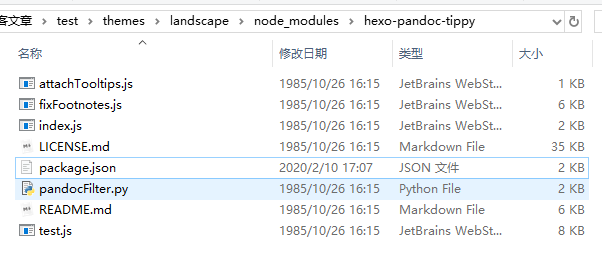 客文章 › test › themes › landscape › node_modules › hexo-pandoc-tippy
名称 修改日期 类型 大小
attachTooltips.js 1985/10/26 16:15 JetBrains WebSt... 1 KB
fixFootnotes.js 1985/10/26 16:15 JetBrains WebSt... 6 KB
index.js 1985/10/26 16:15 JetBrains WebSt... 2 KB
LICENSE.md 1985/10/26 16:15 Markdown File 35 KB
package.json 2020/2/10 17:07 JSON 文件 2 KB
pandocFilter.py 1985/10/26 16:15 Python File 2 KB
README.md 1985/10/26 16:15 Markdown File 6 KB
test.js 1985/10/26 16:15 JetBrains WebSt... 8 KB